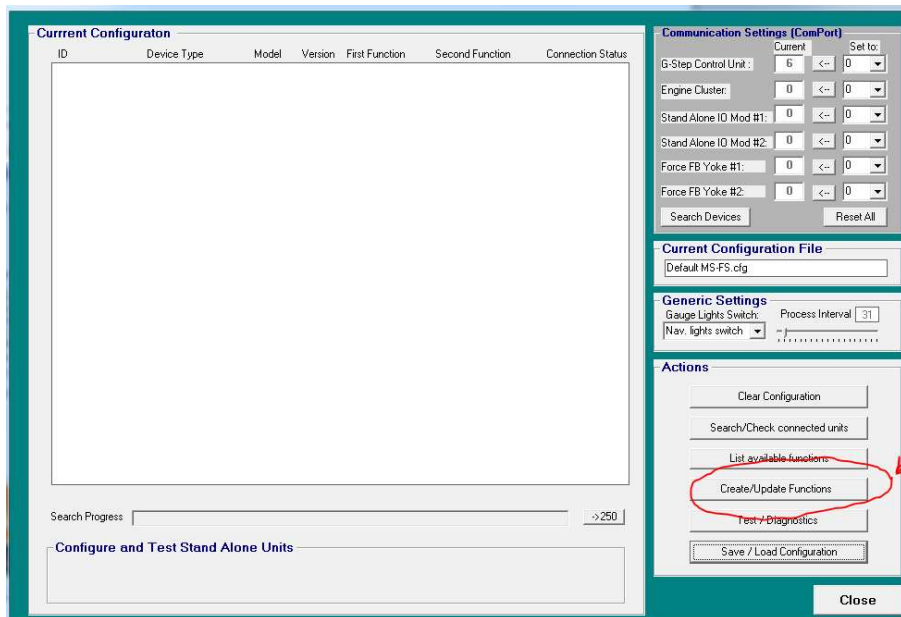 Currrent Configuraton
ID Device Type Model Version First Function Second Function Connection Status
Search Progress ->250
Configure and Test Stand Alone Units
Communication Settings (ComPort)
Current Set to:
G-Step Control Unit : 6 <-- 0
Engine Cluster: 0 <-- 0
Stand Alone IO Mod #1: 0 <-- 0
Stand Alone IO Mod #2: 0 <-- 0
Force FB Yoke #1: 0 <-- 0
Force FB Yoke #2: 0 <-- 0
Search Devices Reset All
Current Configuration File
Default MS-FS.cfg
Generic Settings
Gauge Lights Switch: Process Interval 31
Nav. lights switch
Actions
Clear Configuration
Search/Check connected units
List available functions
Create/Update Functions
Test / Diagnostics
Save / Load Configuration
Close